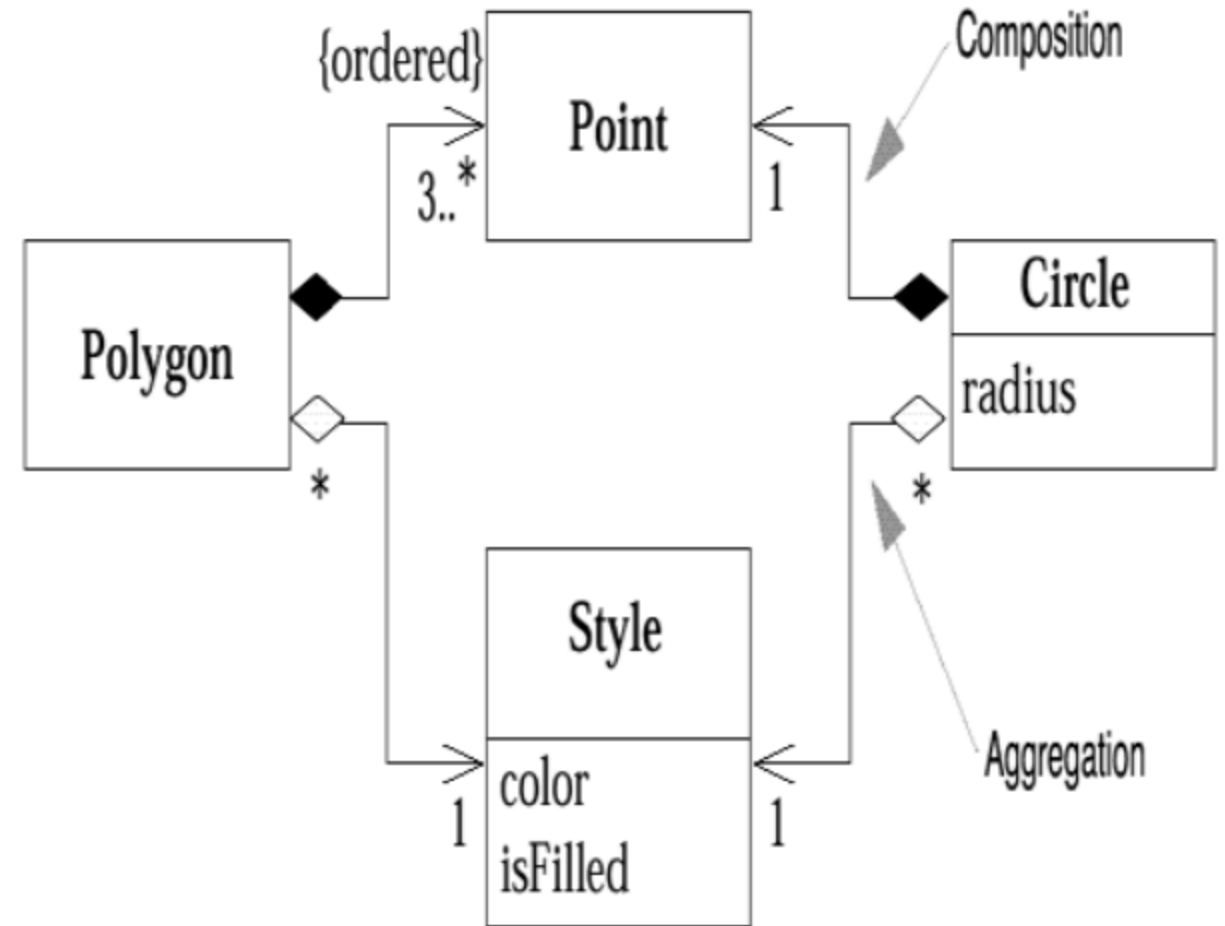 {ordered}
Point
Composition
3..*
1
Polygon
Circle
radius
*
*
Style
color
isFilled
1
1
Aggregation